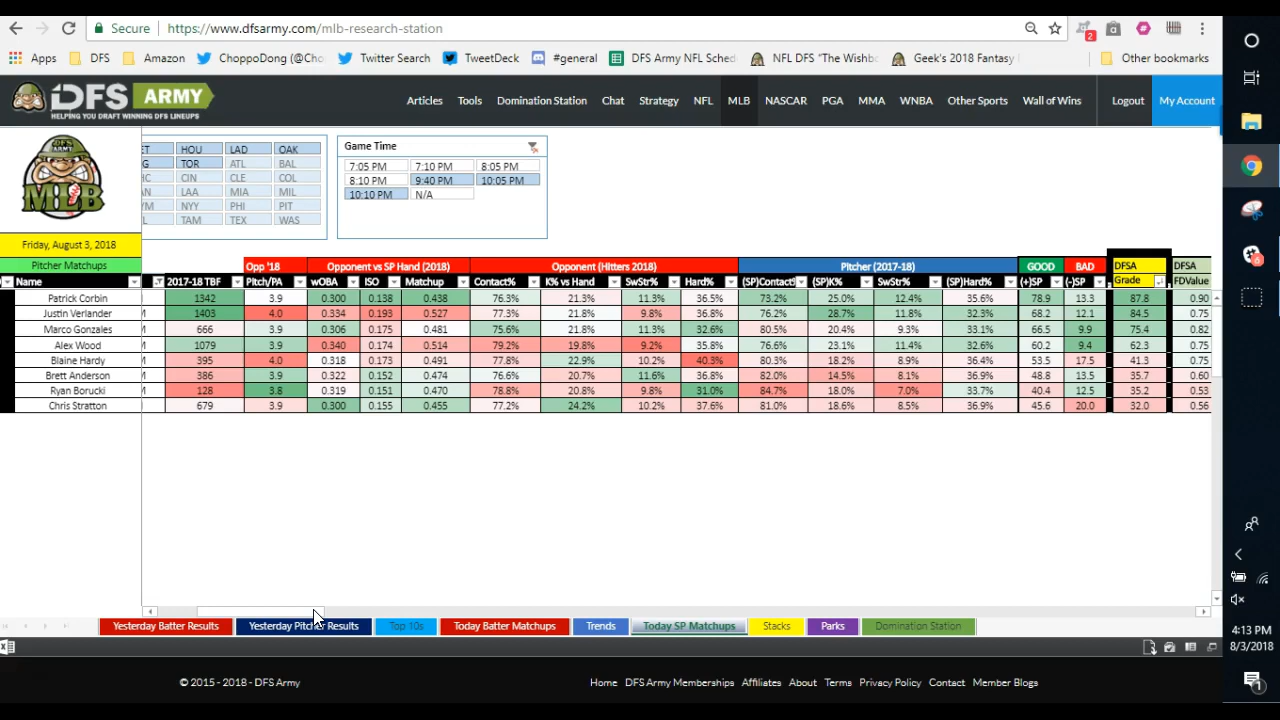 Secure https://www.dfsarmy.com/mlb-research-station
2
Apps DFS Amazon ChoppoDong (@Cho Twitter Search TweetDeck #general DFS Army NFL Sched NFL DFS "The Wishb Geek's 2018 Fantasy Other bookmarks
DFS ARMY
HELPING YOU DRAFT WINNING DFS LINEUPS
Articles Tools Domination Station Chat Strategy NFL MLB NASCAR PGA MMA WNBA Other Sports Wall of Wins Logout My Account
DFS ARMY
MLB
ET HOU LAD OAK
G TOR ATL BAL
HC CIN CLE COL
AN LAA MIA MIL
YM NYY PHI PIT
L TAM TEX WAS
Game Time
7:05 PM 7:10 PM 8:05 PM
8:10 PM 9:40 PM 10:05 PM
10:10 PM N/A
Friday, August 3, 2018
Pitcher Matchups Opp '18 Opponent vs SP Hand (2018) Opponent (Hitters 2018) Pitcher (2017-18) GOOD BAD DFSA DFSA
Name 2017-18 TBF Pitch/PA wOBA ISO Matchup Contact% K% vs Hand SwStr% Hard% (SP)Contact% (SP)K% SwStr% (SP)Hard% (+)SP (-)SP Grade FDValue
Patrick Corbin 1342 3.9 0.300 0.138 0.438 76.3% 21.3% 11.3% 36.5% 73.2% 25.0% 12.4% 35.6% 78.9 13.3 87.8 0.90
Justin Verlander M 1403 4.0 0.334 0.193 0.527 77.3% 21.8% 9.8% 36.8% 76.2% 28.7% 11.8% 32.3% 68.2 12.1 84.5 0.75
Marco Gonzales M 666 3.9 0.306 0.175 0.481 75.6% 21.8% 11.3% 32.6% 80.5% 20.4% 9.3% 33.1% 66.5 9.9 75.4 0.82
Alex Wood M 1079 3.9 0.340 0.174 0.514 79.2% 19.8% 9.2% 35.8% 76.6% 23.1% 11.4% 32.6% 60.2 9.4 62.3 0.75
Blaine Hardy M 395 4.0 0.318 0.173 0.491 77.8% 22.9% 10.2% 40.3% 80.3% 18.2% 8.9% 36.4% 53.5 17.5 41.3 0.75
Brett Anderson M 386 3.9 0.322 0.152 0.474 76.6% 20.7% 11.6% 36.8% 82.0% 14.5% 8.1% 36.9% 48.8 13.5 35.7 0.60
Ryan Borucki M 128 3.8 0.319 0.151 0.470 78.8% 20.8% 9.8% 31.0% 84.7% 18.0% 7.0% 33.7% 40.4 12.5 35.2 0.53
Chris Stratton 679 3.9 0.300 0.155 0.455 77.2% 24.2% 10.2% 37.6% 81.0% 18.6% 8.5% 36.9% 45.6 20.0 32.0 0.56
Yesterday Batter Results Yesterday Pitcher Results Top 10s Today Batter Matchups Trends Today SP Matchups Stacks Parks Domination Station
© 2015 - 2018 - DFS Army Home DFS Army Memberships Affiliates About Terms Privacy Policy Contact Member Blogs
4:13 PM
8/3/2018
1